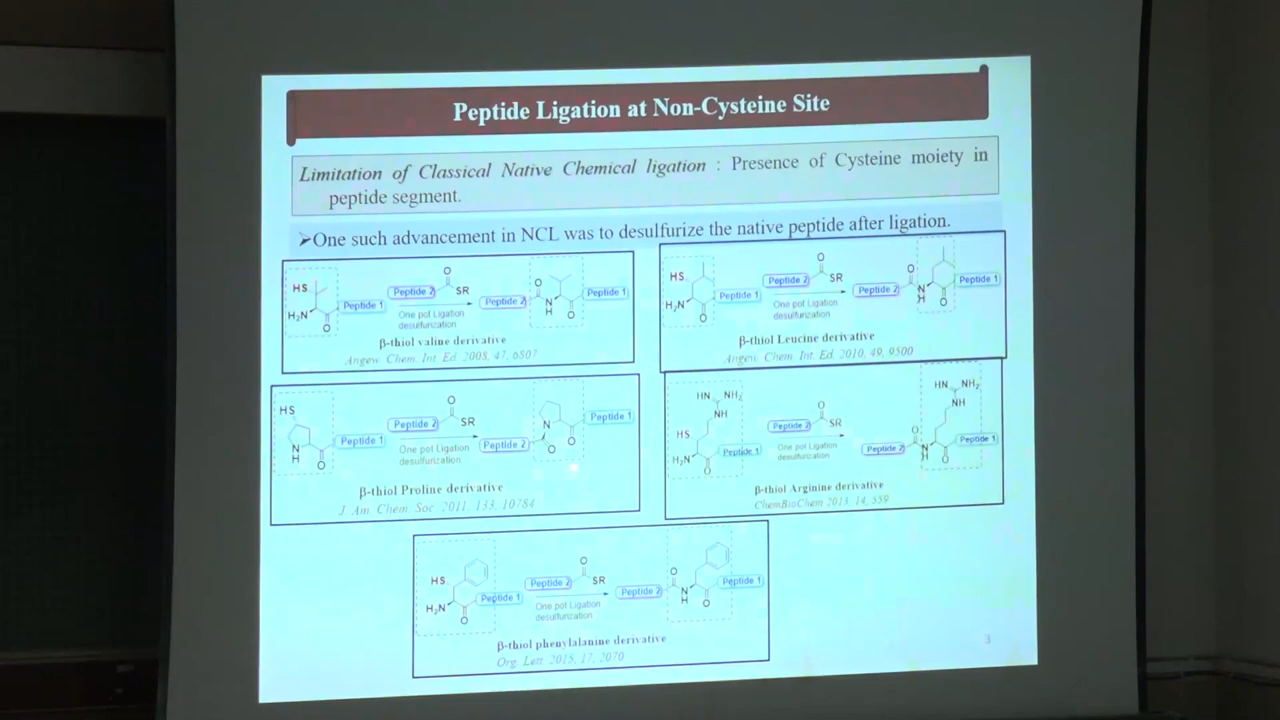 Peptide Ligation at Non-Cysteine Site
Limitation of Classical Native Chemical ligation : Presence of Cysteine moiety in
peptide segment.
➤One such advancement in NCL was to desulfurize the native peptide after ligation.
HS
H₂N
O
Peptide 1
Peptide 2
O
SR
One pot Ligation
desulfurization
Peptide 2
O
N
H
O
Peptide 1
β-thiol valine derivative
Angew. Chem. Int. Ed. 2008, 47, 6807
HS
H₂N
O
Peptide 1
Peptide 2
O
SR
One pot Ligation
desulfurization
Peptide 2
O
N
H
O
Peptide 1
β-thiol Leucine derivative
Angew. Chem. Int. Ed. 2010, 49, 9500
HS
N
H
O
Peptide 1
Peptide 2
O
SR
One pot Ligation
desulfurization
Peptide 2
N
O
O
Peptide 1
β-thiol Proline derivative
J. Am. Chem. Soc. 2011, 133, 10784
HN NH₂
NH
HS
H₂N
O
Peptide 1
Peptide 2
O
SR
One pot Ligation
desulfurization
Peptide 2
O
N
H
O
HN NH₂
NH
Peptide 1
β-thiol Arginine derivative
ChemBioChem 2013, 14, 559
HS
H₂N
O
Peptide 1
Peptide 2
O
SR
One pot Ligation
desulfurization
Peptide 2
O
N
H
O
Peptide 1
β-thiol phenylalanine derivative
Org. Lett. 2015, 17, 2070
3